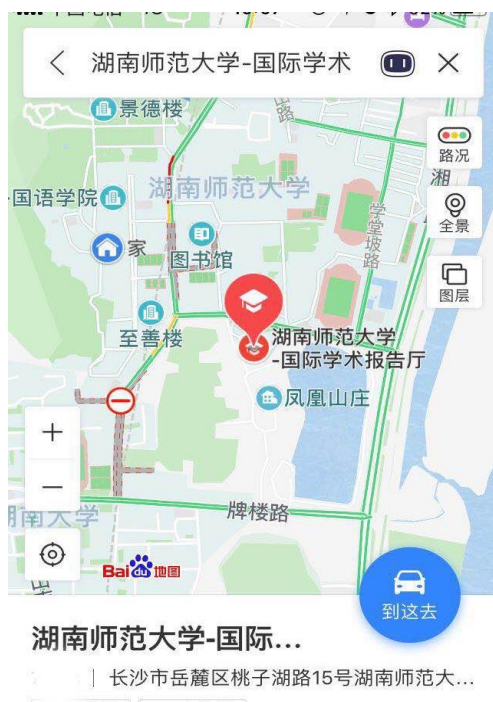 湖南师范大学-国际学术
景德楼
路
路况
湖南师范大学
湘
国语学院
学堂坡路
全景
家
图书馆
图层
至善楼
湖南师范大学
-国际学术报告厅
凤凰山庄
牌楼路
湖南大学
Bai du 地图
到这去
湖南师范大学-国际...
长沙市岳麓区桃子湖路15号湖南师范大...